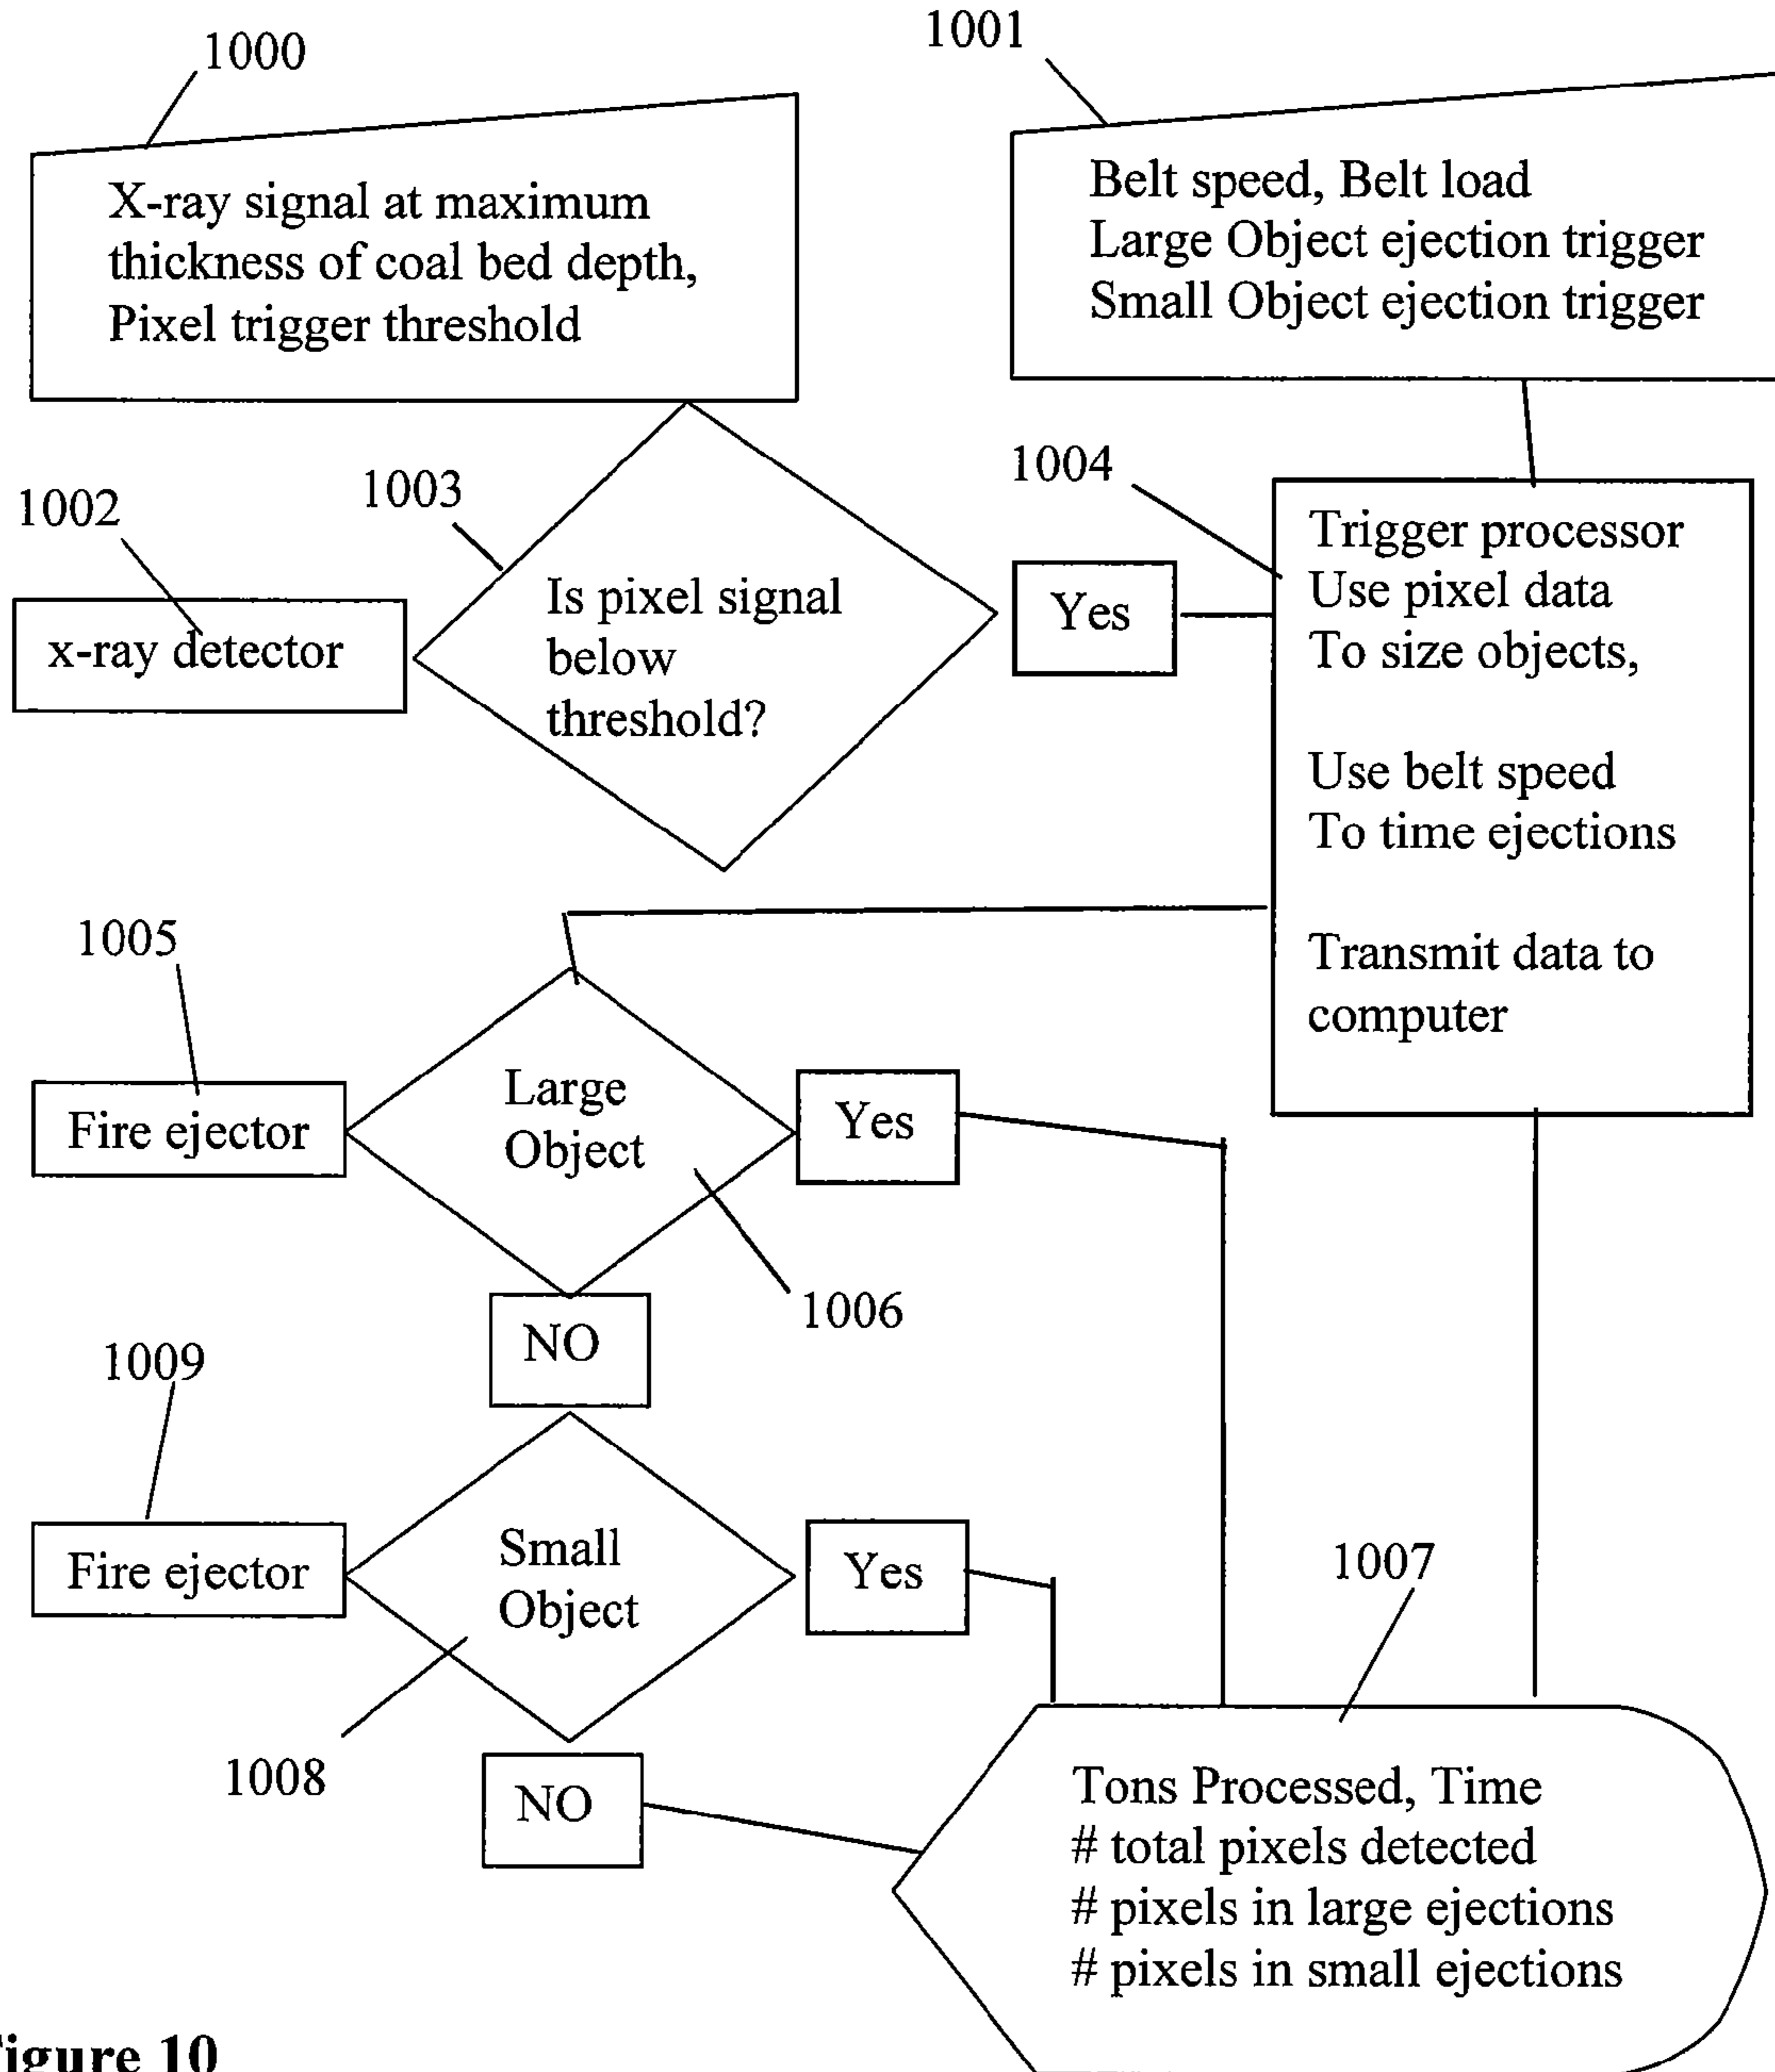 1000
1001
X-ray signal at maximum
thickness of coal bed depth,
Pixel trigger threshold
Belt speed, Belt load
Large Object ejection trigger
Small Object ejection trigger
1002
1003
1004
x-ray detector
Is pixel signal
below
threshold?
Yes
Trigger processor
Use pixel data
To size objects,
Use belt speed
To time ejections
Transmit data to
computer
1005
Fire ejector
Large
Object
Yes
1006
NO
1009
Fire ejector
Small
Object
Yes
1008
NO
1007
Tons Processed, Time
# total pixels detected
# pixels in large ejections
# pixels in small ejections
igure 10